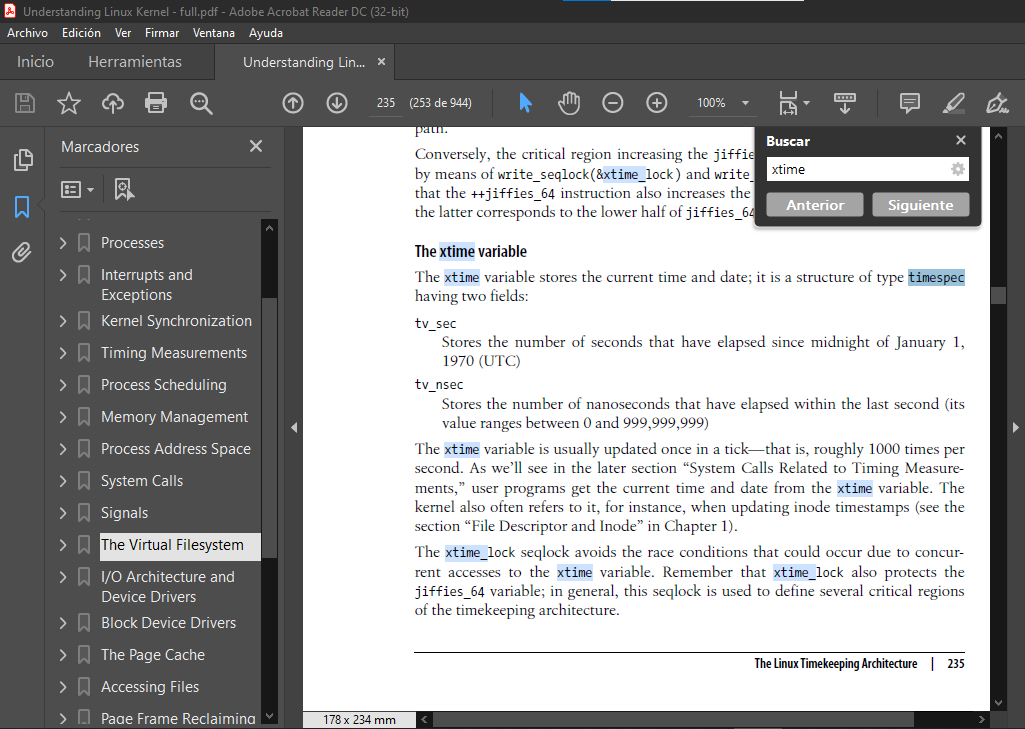 Understanding Linux Kernel - full.pdf - Adobe Acrobat Reader DC (32-bit)
Archivo Edición Ver Firmar Ventana Ayuda
Inicio Herramientas Understanding Lin... ×
235 (253 de 944) 100%
Marcadores
Processes
Interrupts and
Exceptions
Kernel Synchronization
Timing Measurements
Process Scheduling
Memory Management
Process Address Space
System Calls
Signals
The Virtual Filesystem
I/O Architecture and
Device Drivers
Block Device Drivers
The Page Cache
Accessing Files
Page Frame Reclaiming
path.
Conversely, the critical region increasing the jiffie
by means of write_seqlock(&xtime_lock) and write_
that the ++jiffies_64 instruction also increases the
the latter corresponds to the lower half of jiffies_64
The xtime variable
The xtime variable stores the current time and date; it is a structure of type timespec
having two fields:
tv_sec
Stores the number of seconds that have elapsed since midnight of January 1,
1970 (UTC)
tv_nsec
Stores the number of nanoseconds that have elapsed within the last second (its
value ranges between 0 and 999,999,999)
The xtime variable is usually updated once in a tick—that is, roughly 1000 times per
second. As we’ll see in the later section “System Calls Related to Timing Measure-
ments,” user programs get the current time and date from the xtime variable. The
kernel also often refers to it, for instance, when updating inode timestamps (see the
section “File Descriptor and Inode” in Chapter 1).
The xtime_lock seqlock avoids the race conditions that could occur due to concur-
rent accesses to the xtime variable. Remember that xtime_lock also protects the
jiffies_64 variable; in general, this seqlock is used to define several critical regions
of the timekeeping architecture.
The Linux Timekeeping Architecture | 235
178 x 234 mm
Buscar
xtime
Anterior Siguiente